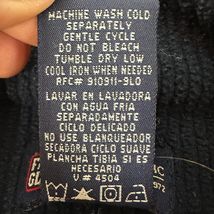 MACHINE WASH COLD
SEPARATELY
GENTLE CYCLE
DO NOT BLEACH
TUMBLE DRY LOW
COOL IRON WHEN NEEDED
RFC# 910911-9L0
LAVAR EN LAVADORA
CON AGUA FRIA
SEPARADAMENTE
CICLO DELICADO
NO USE BLANQUEADOR
SECADORA CICLO SUAVE
PLANCHA TIBIA SI ES
NECESARIO
V # 4504